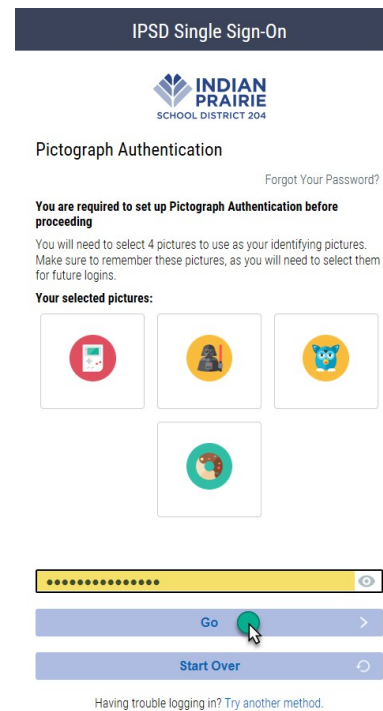 IPSD Single Sign-On
INDIAN
PRAIRIE
SCHOOL DISTRICT 204
Pictograph Authentication
Forgot Your Password?
You are required to set up Pictograph Authentication before
proceeding
You will need to select 4 pictures to use as your identifying pictures.
Make sure to remember these pictures, as you will need to select them
for future logins.
Your selected pictures:
Go
Start Over
Having trouble logging in? Try another method.